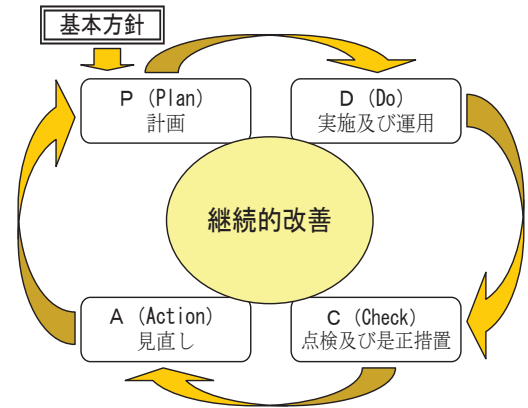 基本方針
P (Plan)
計画
D (Do)
実施及び運用
継続的改善
A (Action)
見直し
C (Check)
点検及び是正措置